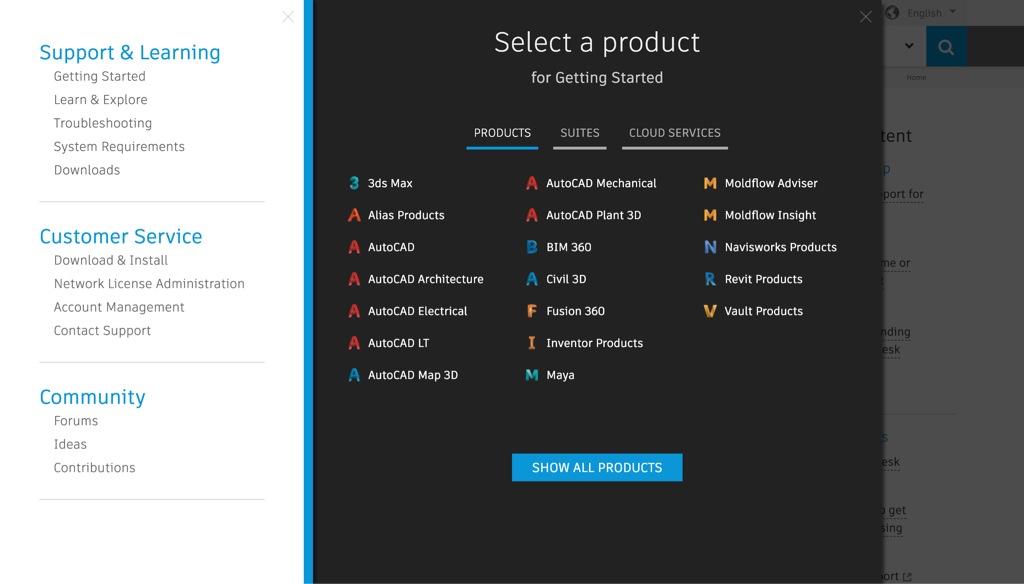 Support & Learning
Getting Started
Learn & Explore
Troubleshooting
System Requirements
Downloads
Customer Service
Download & Install
Network License Administration
Account Management
Contact Support
Community
Forums
Ideas
Contributions
Select a product
for Getting Started
PRODUCTS
SUITES
CLOUD SERVICES
3ds Max
Alias Products
AutoCAD
AutoCAD Architecture
AutoCAD Electrical
AutoCAD LT
AutoCAD Map 3D
AutoCAD Mechanical
AutoCAD Plant 3D
BIM 360
Civil 3D
Fusion 360
Inventor Products
Maya
Moldflow Adviser
Moldflow Insight
Navisworks Products
Revit Products
Vault Products
SHOW ALL PRODUCTS
English
Home
port for
me or
esk
esk
get